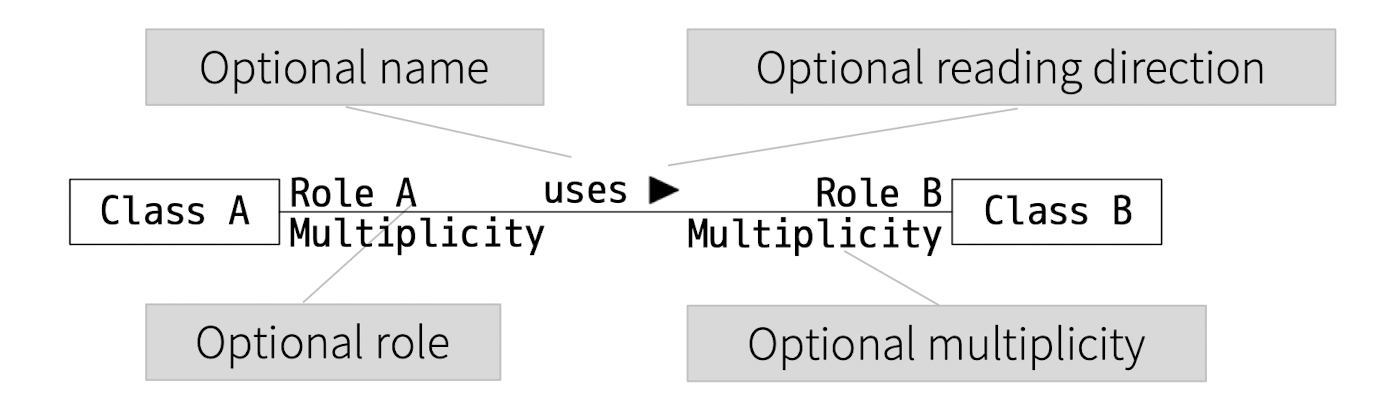 Optional name
Optional reading direction
Class A
Role A
uses ▶
Role B
Class B
Multiplicity
Multiplicity
Optional role
Optional multiplicity